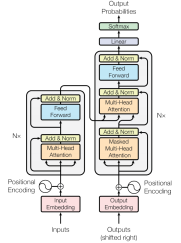 Output
Probabilities
Softmax
Linear
Add & Norm
Feed
Forward
Add & Norm
Multi-Head
Attention
Add & Norm
Masked
Multi-Head
Attention
Nx
Add & Norm
Feed
Forward
Add & Norm
Multi-Head
Attention
Nx
Positional
Encoding
Positional
Encoding
Input
Embedding
Output
Embedding
Inputs
Outputs
(shifted right)